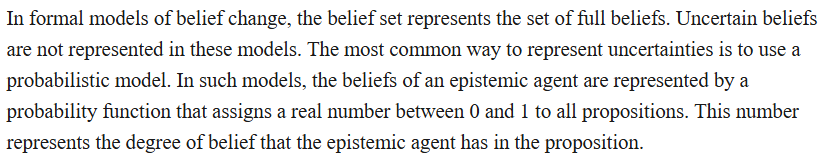 In formal models of belief change, the belief set represents the set of full beliefs. Uncertain beliefs
are not represented in these models. The most common way to represent uncertainties is to use a
probabilistic model. In such models, the beliefs of an epistemic agent are represented by a
probability function that assigns a real number between 0 and 1 to all propositions. This number
represents the degree of belief that the epistemic agent has in the proposition.